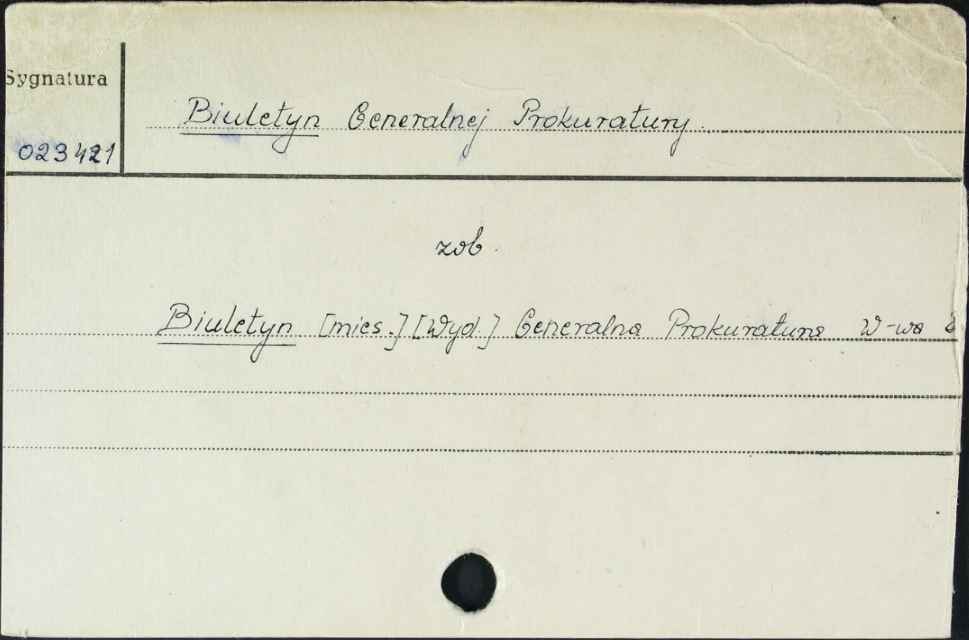 Sygnatura
Biuletyn Generalnej Prokuratury.
023421
zob.
Biuletyn [mies.] [Wyd.] Generalna Prokuratura W-wa